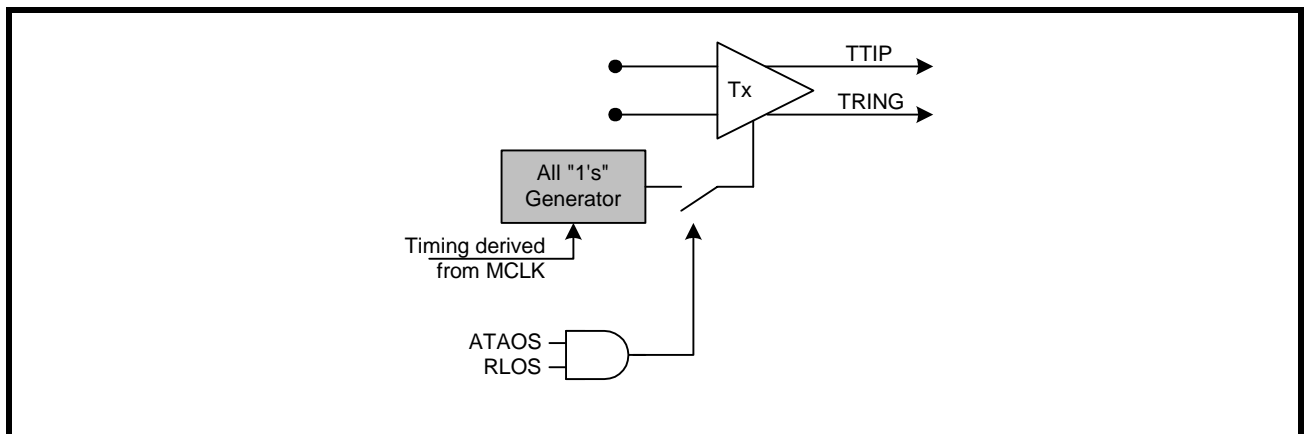 TTIP
Tx
TRING
All "1's"
Generator
Timing derived
from MCLK
ATAOS
RLOS